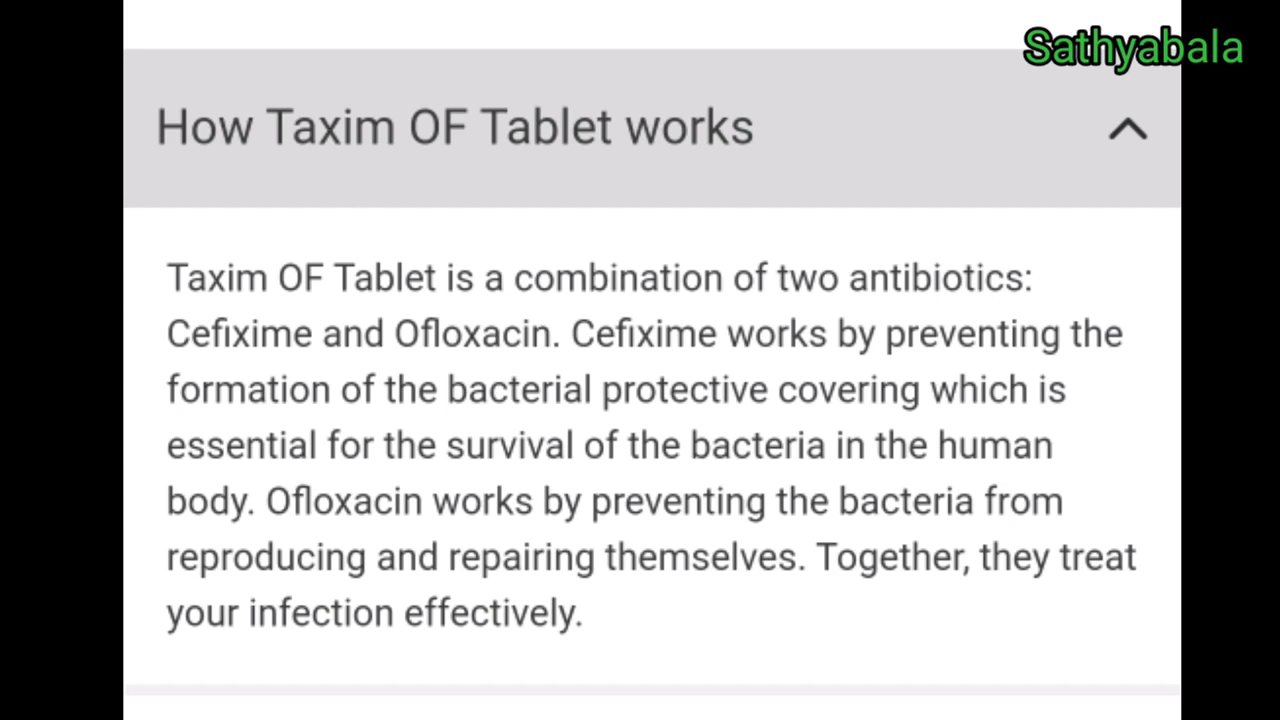 Sathyabala
How Taxim OF Tablet works
Taxim OF Tablet is a combination of two antibiotics:
Cefixime and Ofloxacin. Cefixime works by preventing the
formation of the bacterial protective covering which is
essential for the survival of the bacteria in the human
body. Ofloxacin works by preventing the bacteria from
reproducing and repairing themselves. Together, they treat
your infection effectively.